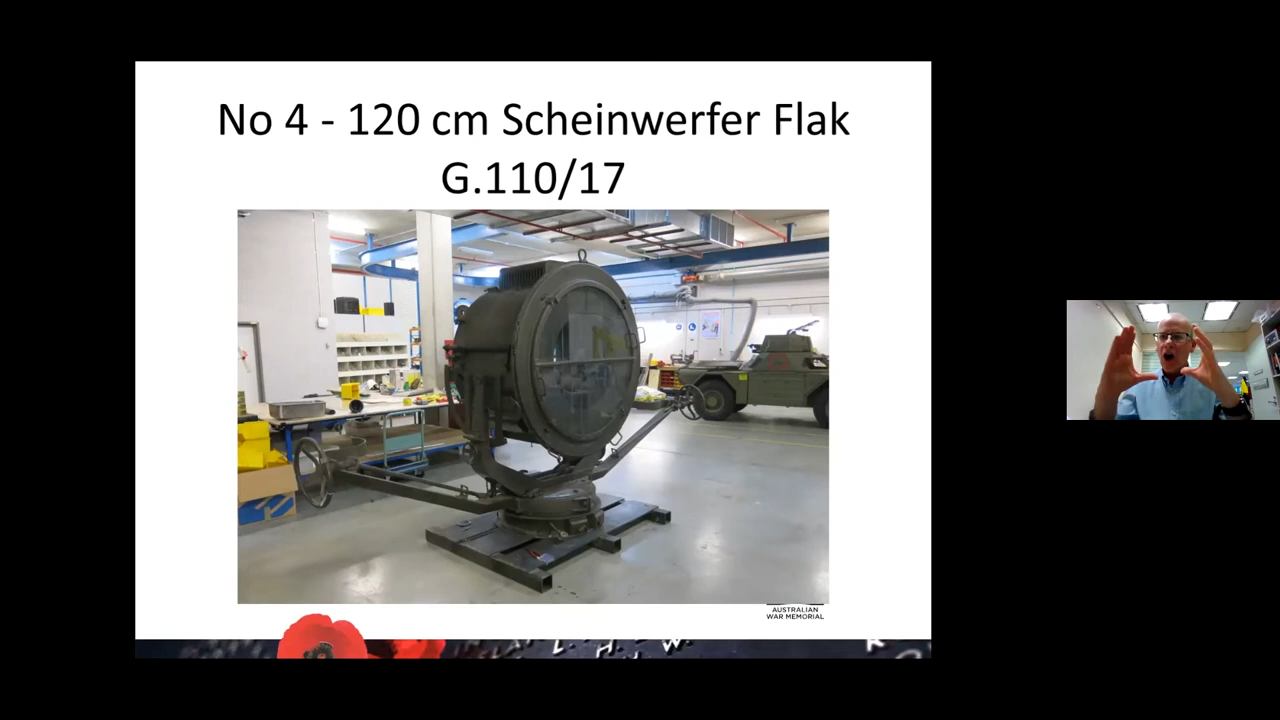 No 4 - 120 cm Scheinwerfer Flak
G.110/17
AUSTRALIAN
WAR MEMORIAL
L. H. W.